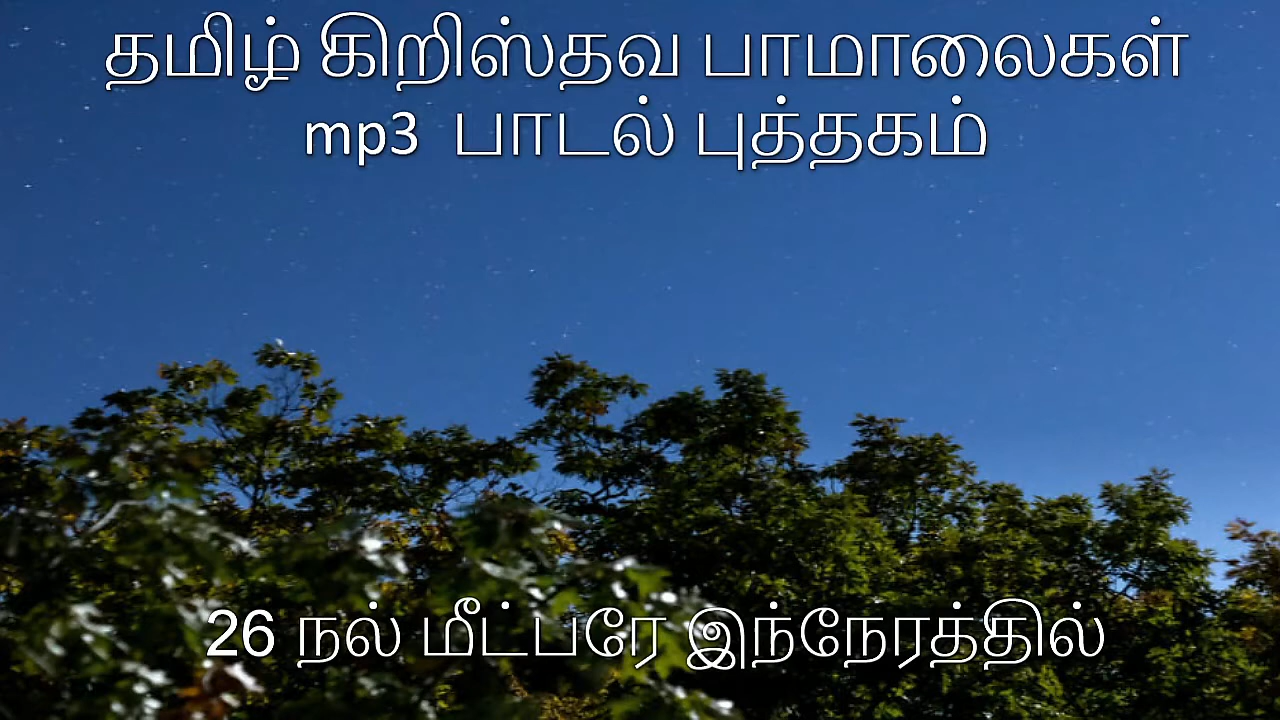 தமிழ் கிறிஸ்தவ பாமாலைகள்
mp3 பாடல் புத்தகம்
26 நல் மீட்பரே இந்நேரத்தில்